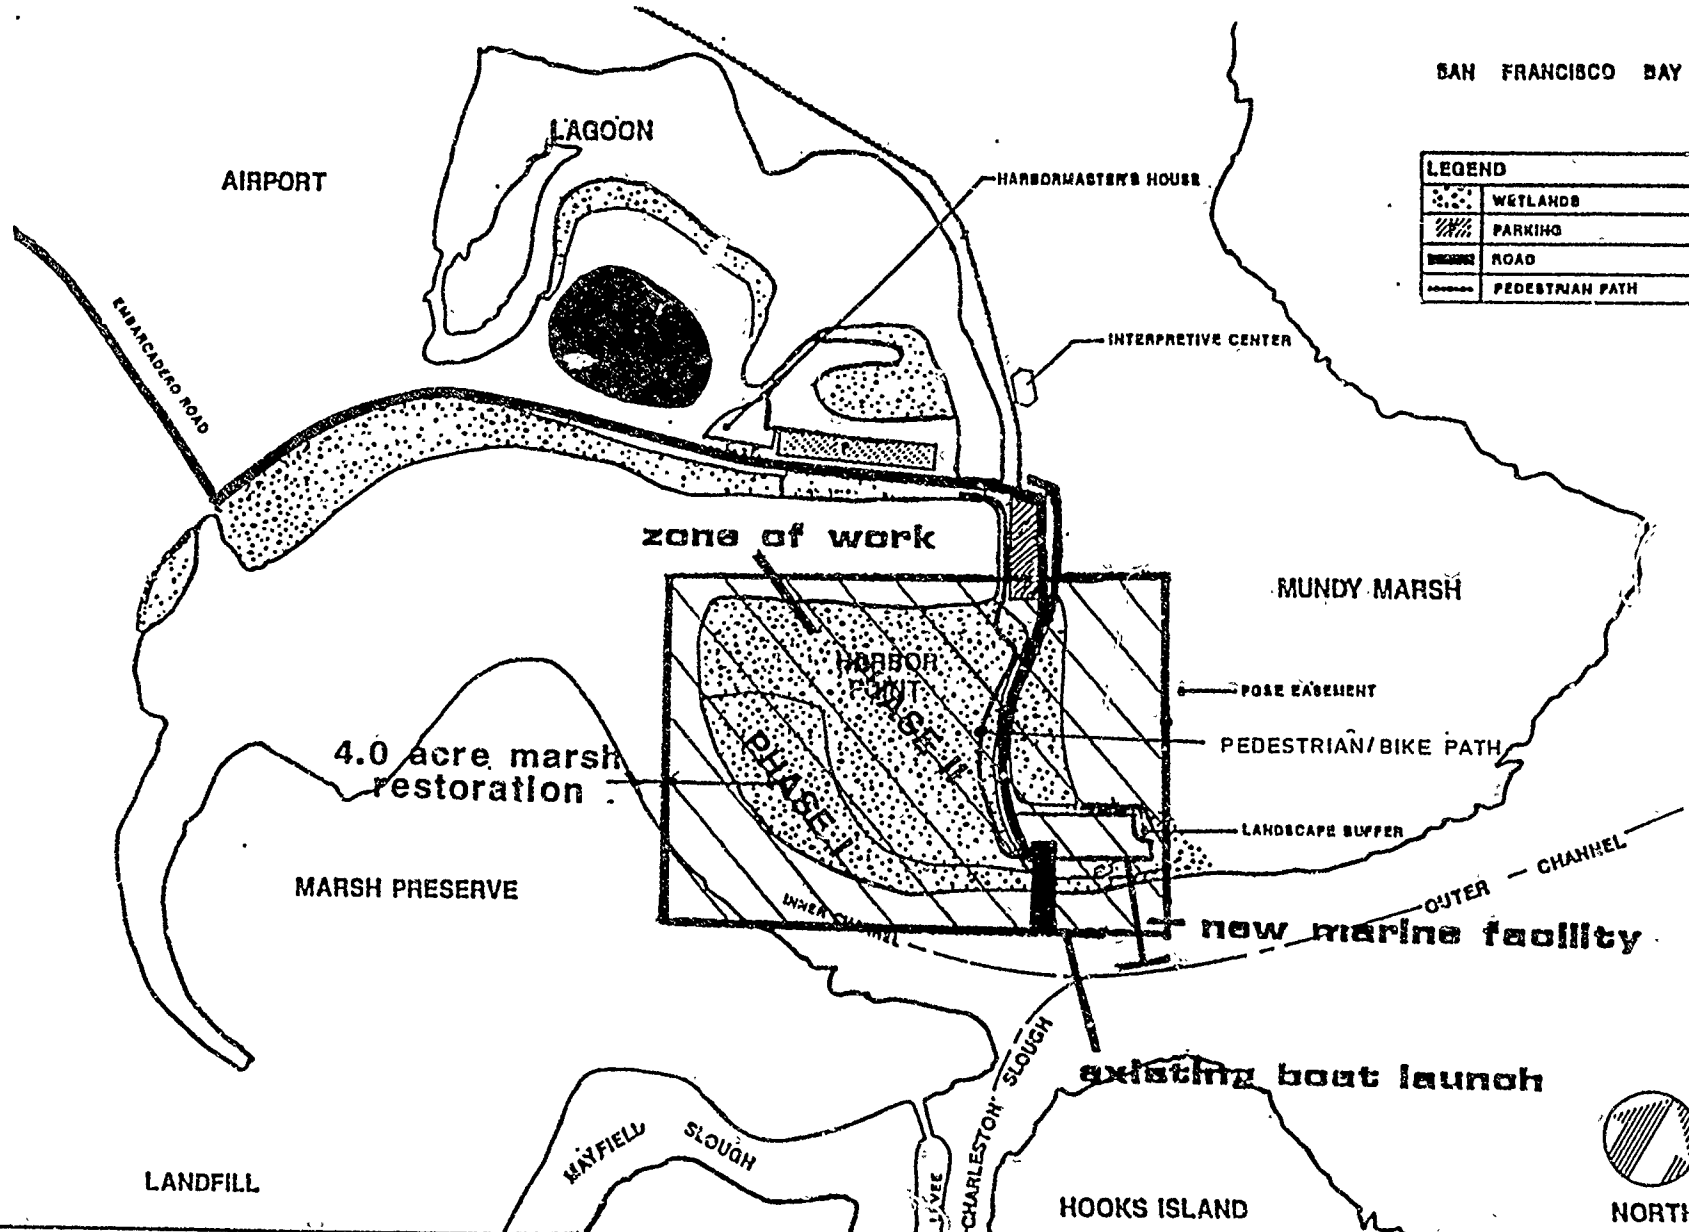 SAN FRANCISCO BAY
LAGOON
AIRPORT
HARBORMASTER'S HOUSE
LEGEND
WETLANDS
PARKING
ROAD
PEDESTRIAN PATH
EMBARCADERO ROAD
INTERPRETIVE CENTER
P
zone of work
MUNDY MARSH
HARBOR
POINT
PG&E EASEMENT
PHASE II
4.0 acre marsh
restoration
PEDESTRIAN/BIKE PATH
PHASE I
LANDSCAPE BUFFER
MARSH PRESERVE
INNER CHANNEL
OUTER CHANNEL
new marine facility
existing boat launch
CHARLESTON SLOUGH
MAYFIELD SLOUGH
LEVEE
LANDFILL
HOOKS ISLAND
NORTH